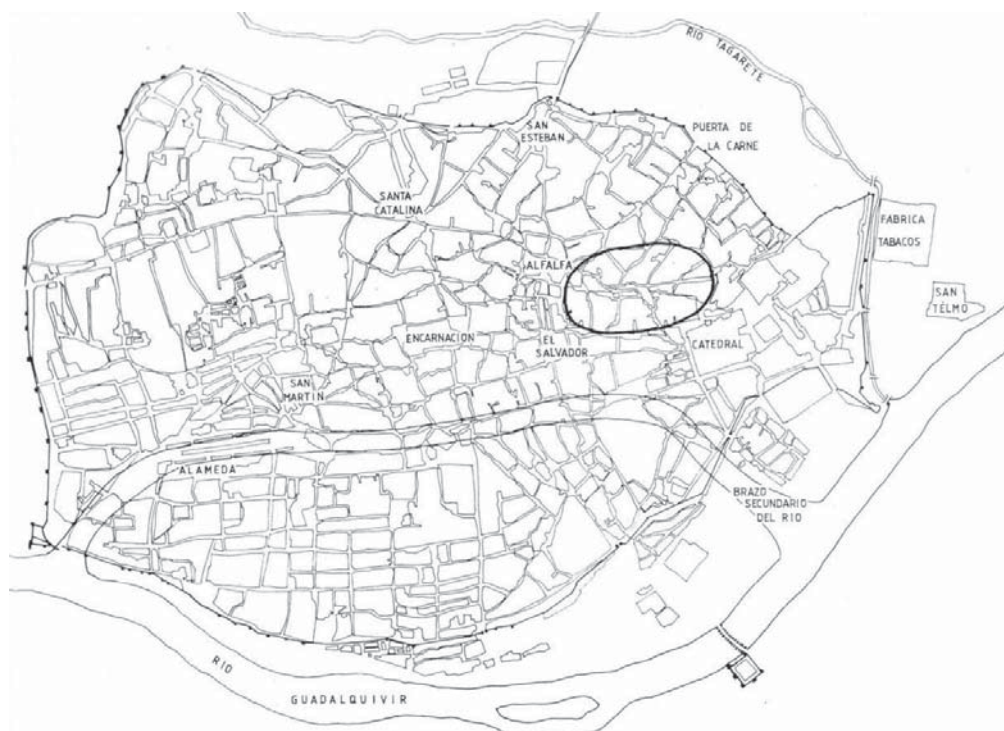 RIO TAGARETE
SAN
ESTEBAN
PUERTA DE
LA CARNE
SANTA
CATALINA
FABRICA
TABACOS
ALFALFA
SAN
TELMO
ENCARNACION
EL
SALVADOR
CATEDRAL
SAN
MARTIN
ALAMEDA
BRAZO
SECUNDARIO
DEL RIO
RIO
GUADALQUIVIR